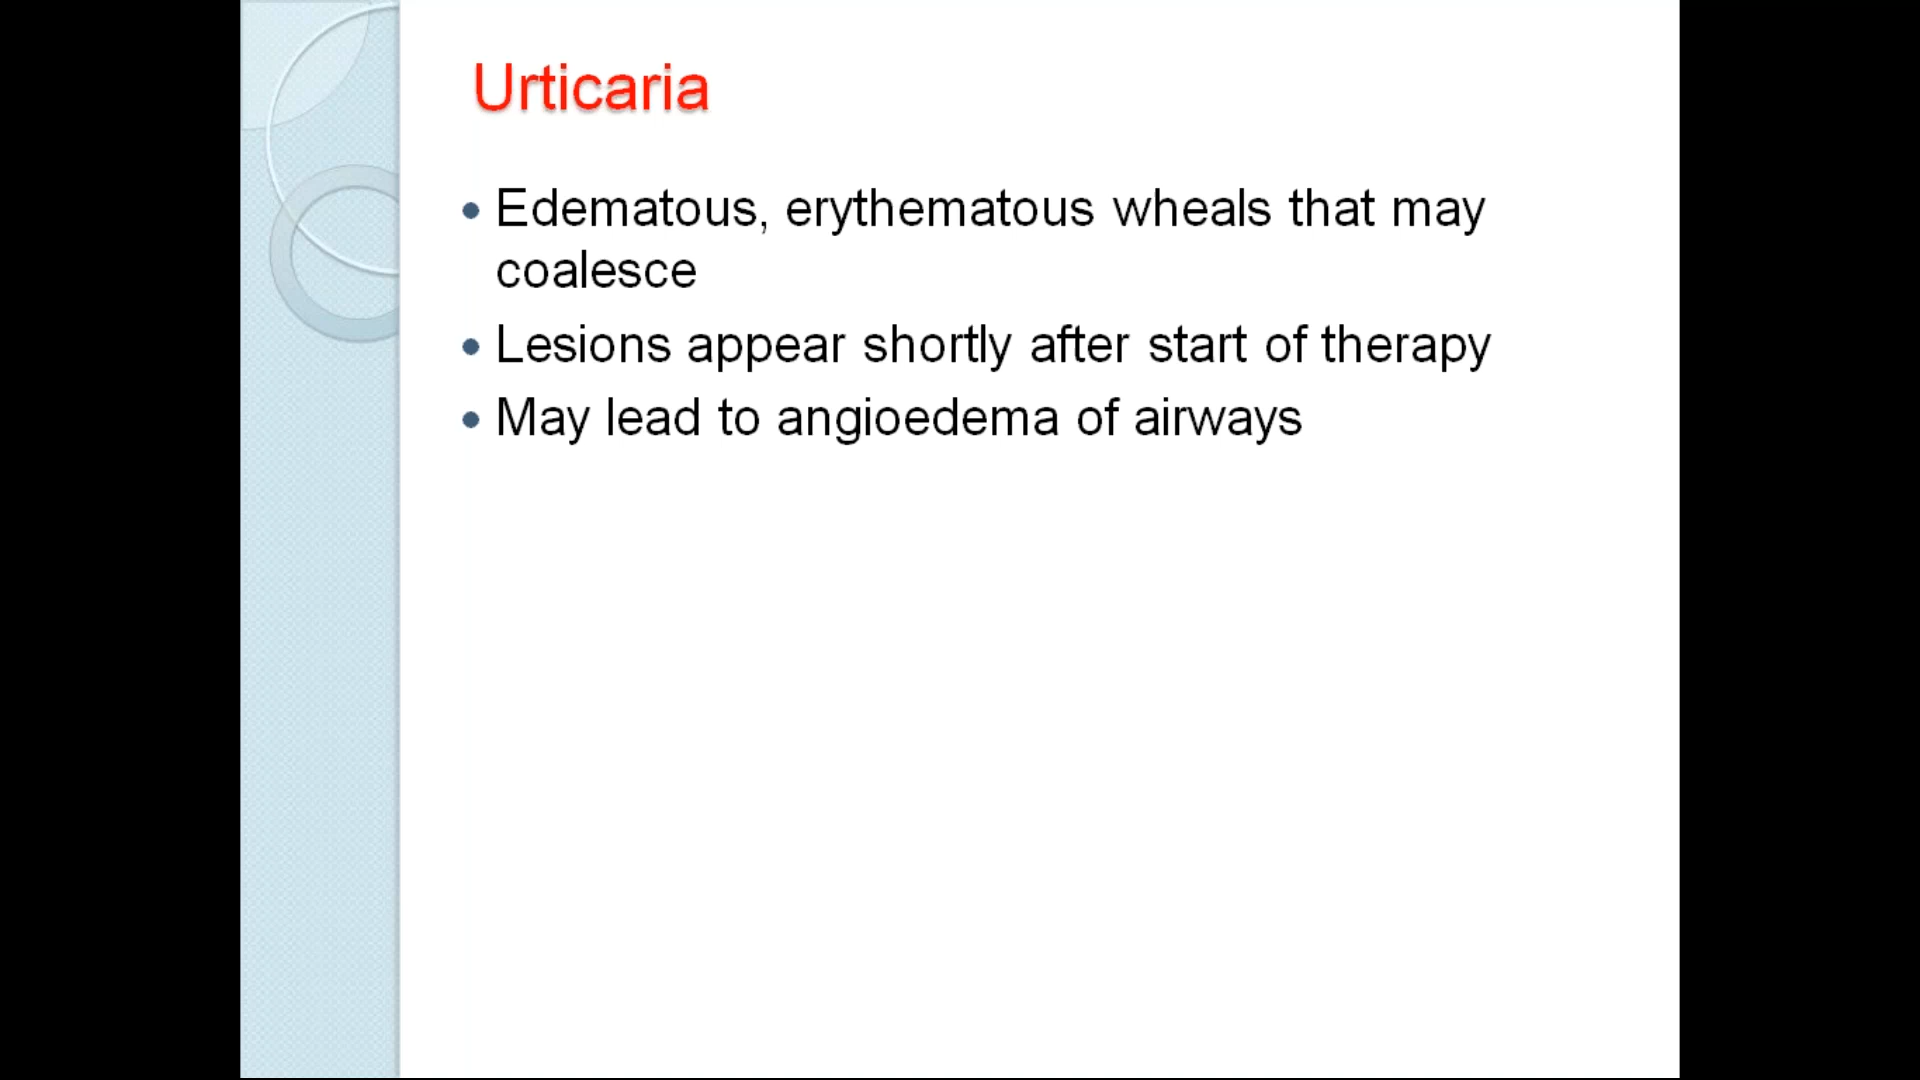 Urticaria
• Edematous, erythematous wheals that may
coalesce
• Lesions appear shortly after start of therapy
• May lead to angioedema of airways